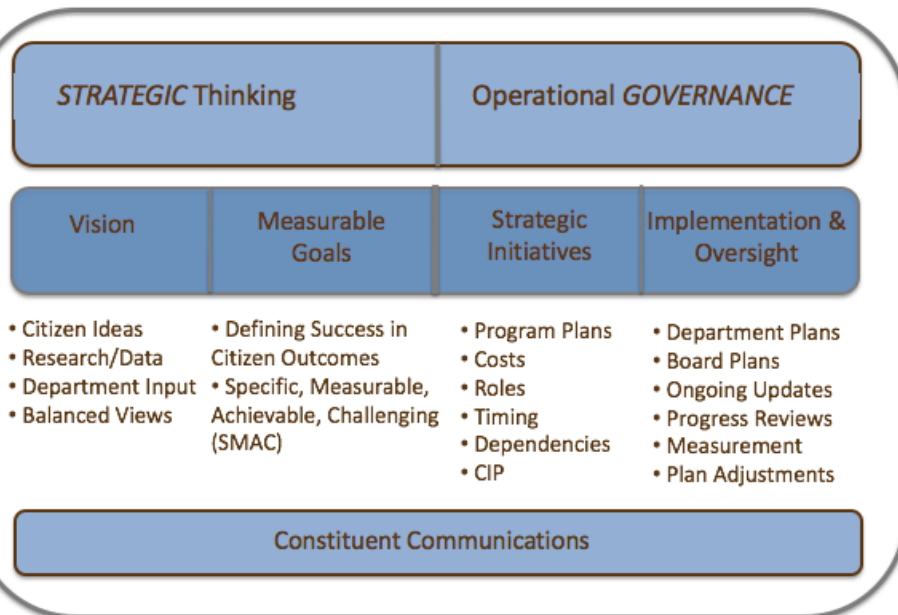 STRATEGIC Thinking
Operational GOVERNANCE
Vision
Measurable
Goals
Strategic
Initiatives
Implementation &
Oversight
• Citizen Ideas
• Research/Data
• Department Input
• Balanced Views
• Defining Success in
Citizen Outcomes
• Specific, Measurable,
Achievable, Challenging
(SMAC)
• Program Plans
• Costs
• Roles
• Timing
• Dependencies
• CIP
• Department Plans
• Board Plans
• Ongoing Updates
• Progress Reviews
• Measurement
• Plan Adjustments
Constituent Communications